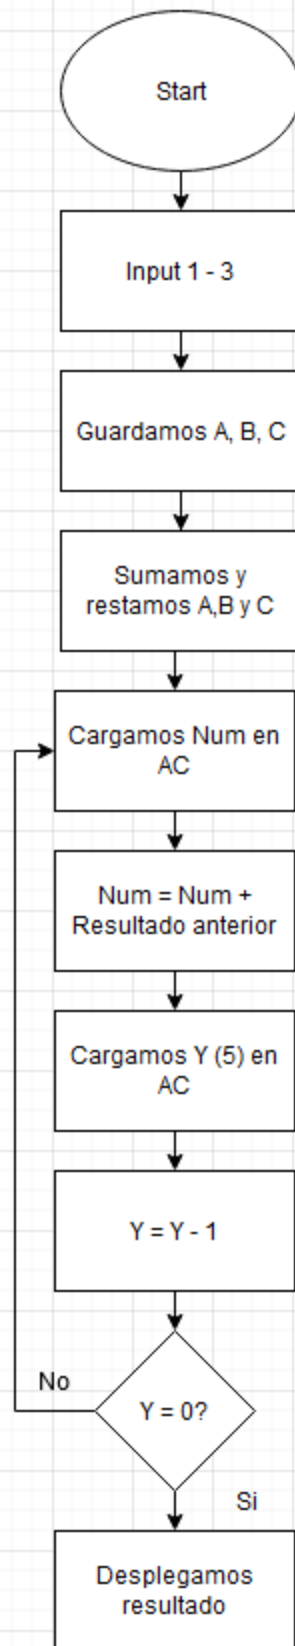 Start
Input 1 - 3
Guardamos A, B, C
Sumamos y
restamos A,B y C
Cargamos Num en
AC
Num = Num +
Resultado anterior
Cargamos Y (5) en
AC
Y = Y - 1
Y = 0?
No
Si
Desplegamos
resultado